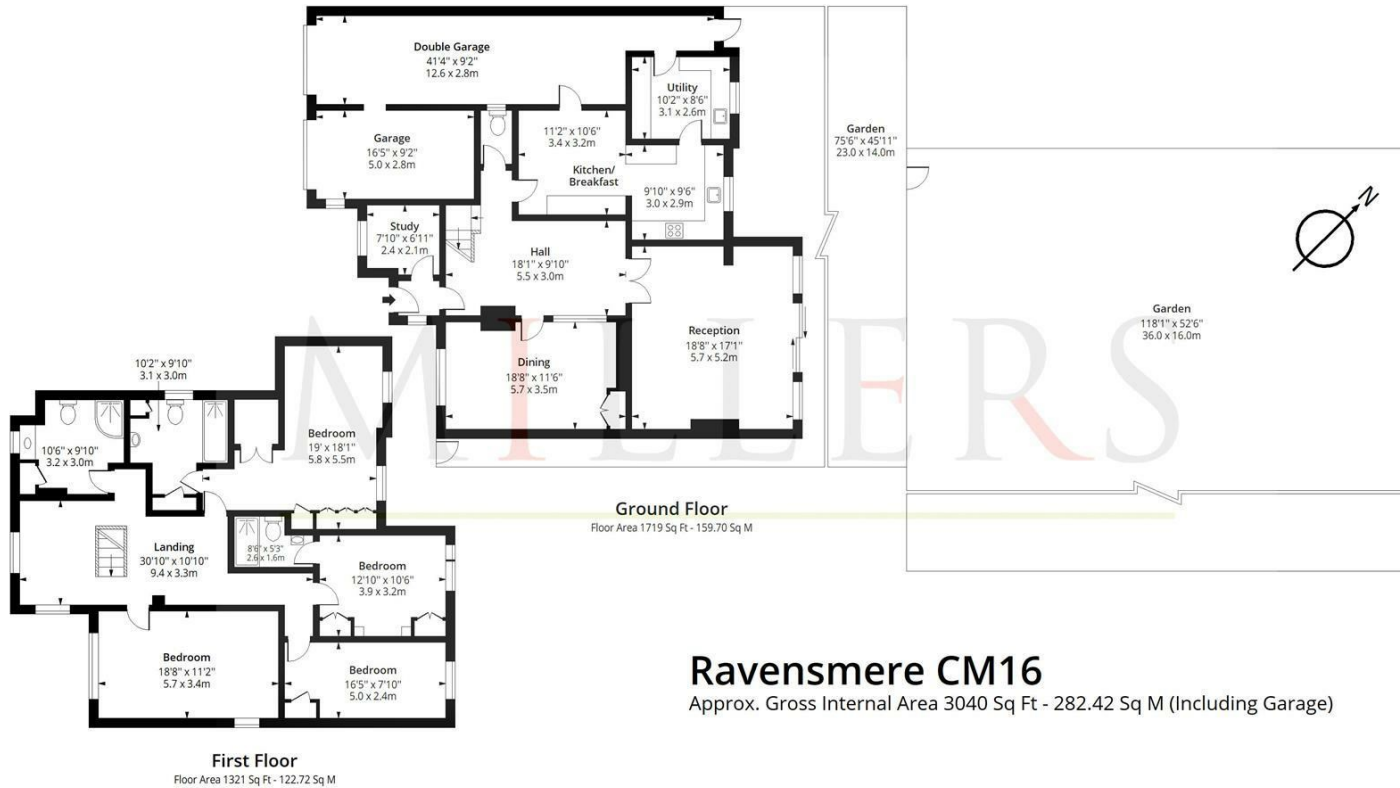 Double Garage
41'4" x 9'2"
12.6 x 2.8m
Utility
10'2" x 8'6"
3.1 x 2.6m
Garage
16'5" x 9'2"
5.0 x 2.8m
11'2" x 10'6"
3.4 x 3.2m
Kitchen/
Breakfast
9'10" x 9'6"
3.0 x 2.9m
Study
7'10" x 6'11"
2.4 x 2.1m
Hall
18'1" x 9'10"
5.5 x 3.0m
Reception
18'8" x 17'1"
5.7 x 5.2m
Dining
18'8" x 11'6"
5.7 x 3.5m
Garden
75'6" x 45'11"
23.0 x 14.0m
Garden
118'1" x 52'6"
36.0 x 16.0m
N
MILLERS
Ground Floor
Floor Area 1719 Sq Ft - 159.70 Sq M
10'2" x 9'10"
3.1 x 3.0m
10'6" x 9'10"
3.2 x 3.0m
Bedroom
19' x 18'1"
5.8 x 5.5m
Landing
30'10" x 10'10"
9.4 x 3.3m
8'6" x 5'3"
2.6 x 1.6m
Bedroom
12'10" x 10'6"
3.9 x 3.2m
Bedroom
18'8" x 11'2"
5.7 x 3.4m
Bedroom
16'5" x 7'10"
5.0 x 2.4m
First Floor
Floor Area 1321 Sq Ft - 122.72 Sq M
Ravensmere CM16
Approx. Gross Internal Area 3040 Sq Ft - 282.42 Sq M (Including Garage)